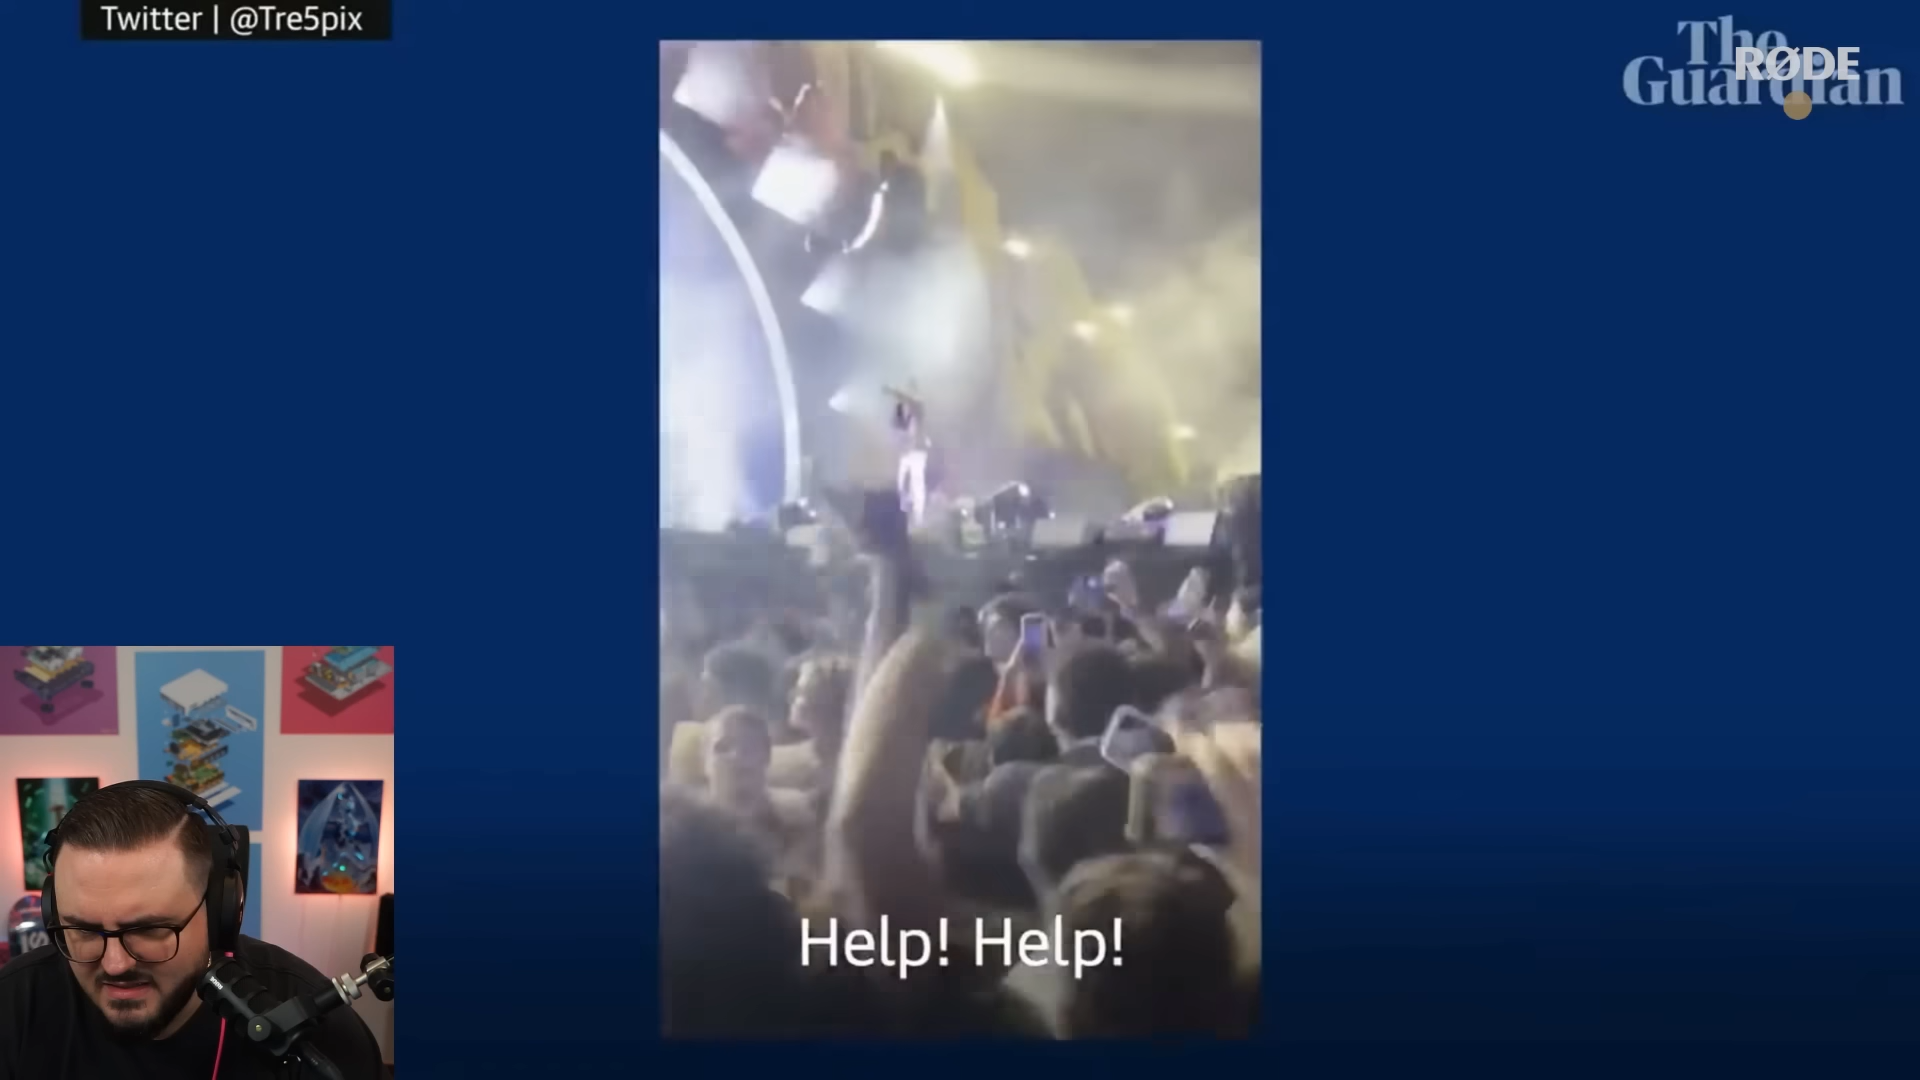 Twitter | @Tre5pix
The
Guardian
RØDE
Help! Help!